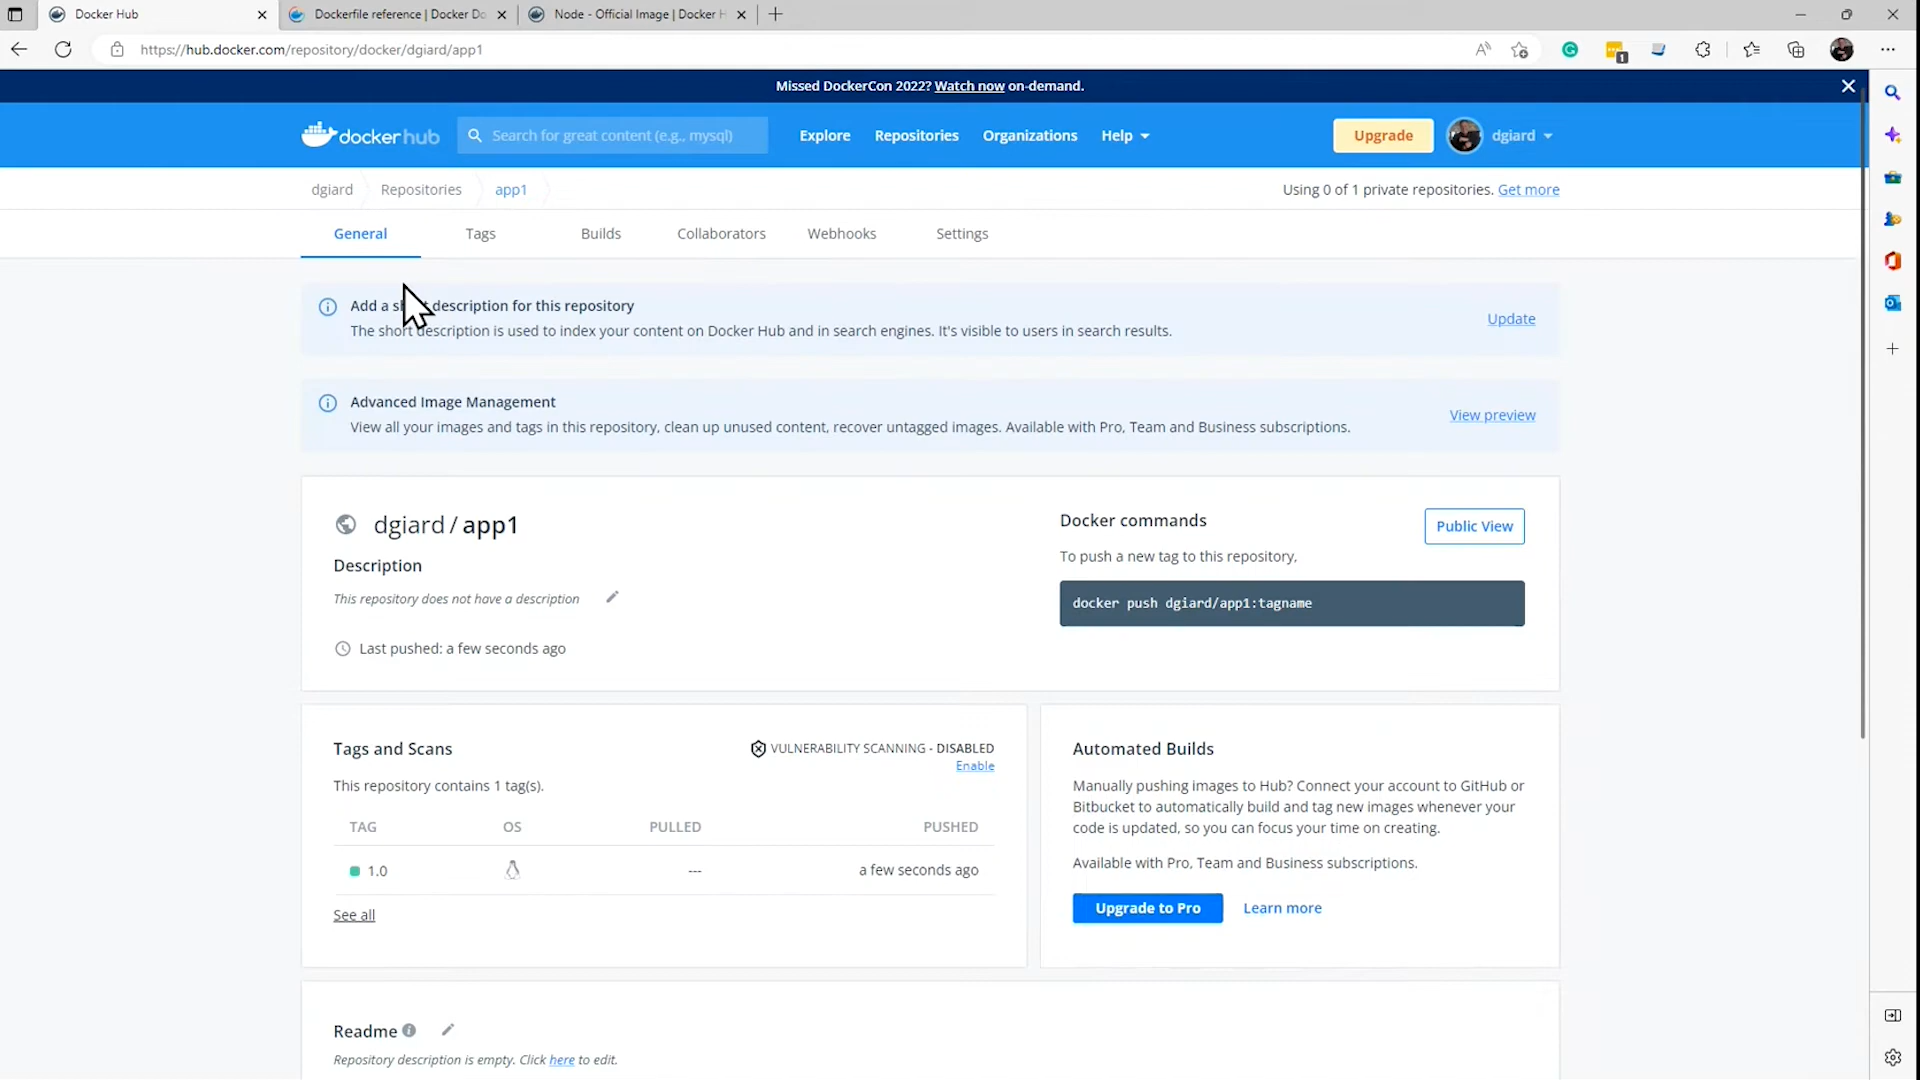 Docker Hub
Dockerfile reference | Docker Do
Node - Official Image | Docker H
https://hub.docker.com/repository/docker/dgiard/app1
1
Missed DockerCon 2022? Watch now on-demand.
dockerhub
Search for great content (e.g., mysql)
Explore
Repositories
Organizations
Help
Upgrade
dgiard
dgiard
Repositories
app1
Using 0 of 1 private repositories. Get more
General
Tags
Builds
Collaborators
Webhooks
Settings
Add a short description for this repository
The short description is used to index your content on Docker Hub and in search engines. It's visible to users in search results.
Update
Advanced Image Management
View all your images and tags in this repository, clean up unused content, recover untagged images. Available with Pro, Team and Business subscriptions.
View preview
dgiard / app1
Description
This repository does not have a description
Last pushed: a few seconds ago
Docker commands
Public View
To push a new tag to this repository,
docker push dgiard/app1:tagname
Tags and Scans
VULNERABILITY SCANNING - DISABLED
Enable
This repository contains 1 tag(s).
TAG OS PULLED PUSHED
1.0 --- a few seconds ago
See all
Automated Builds
Manually pushing images to Hub? Connect your account to GitHub or
Bitbucket to automatically build and tag new images whenever your
code is updated, so you can focus your time on creating.
Available with Pro, Team and Business subscriptions.
Upgrade to Pro
Learn more
Readme
Repository description is empty. Click here to edit.